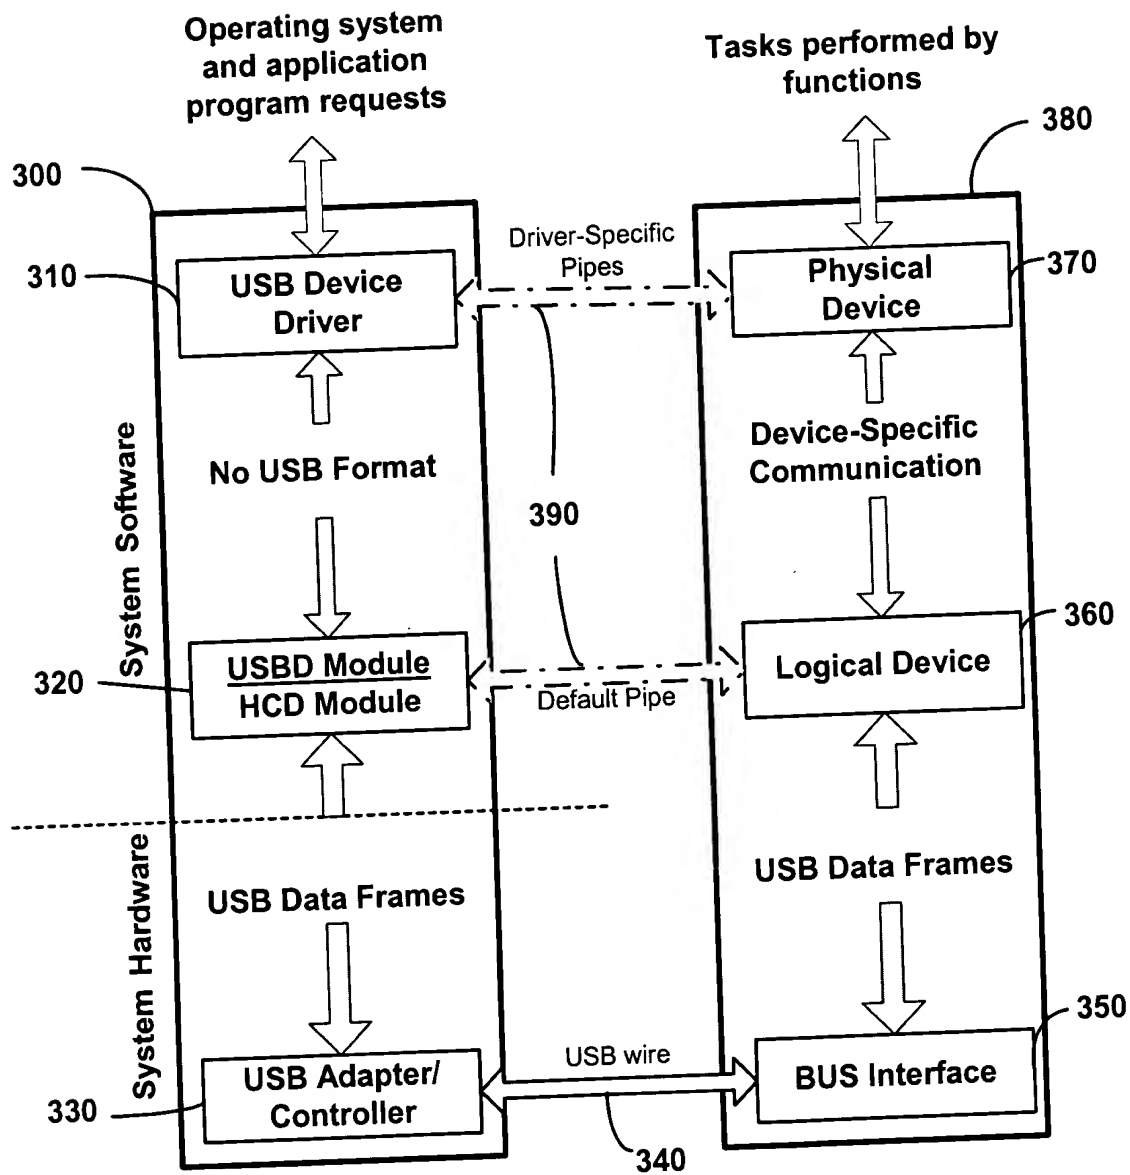 Operating system
and application
program requests
Tasks performed by
functions
380
300
Driver-Specific
Pipes
310
USB Device
Driver
Physical
Device
370
No USB Format
Device-Specific
Communication
390
System Software
360
320
USBD Module
HCD Module
Default Pipe
Logical Device
System Hardware
USB Data Frames
USB Data Frames
350
USB wire
330
USB Adapter/
Controller
BUS Interface
340